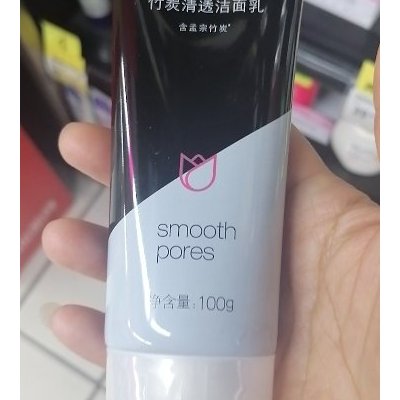 竹炭清透洁面乳
含孟宗竹炭*
smooth
pores
净含量:100g